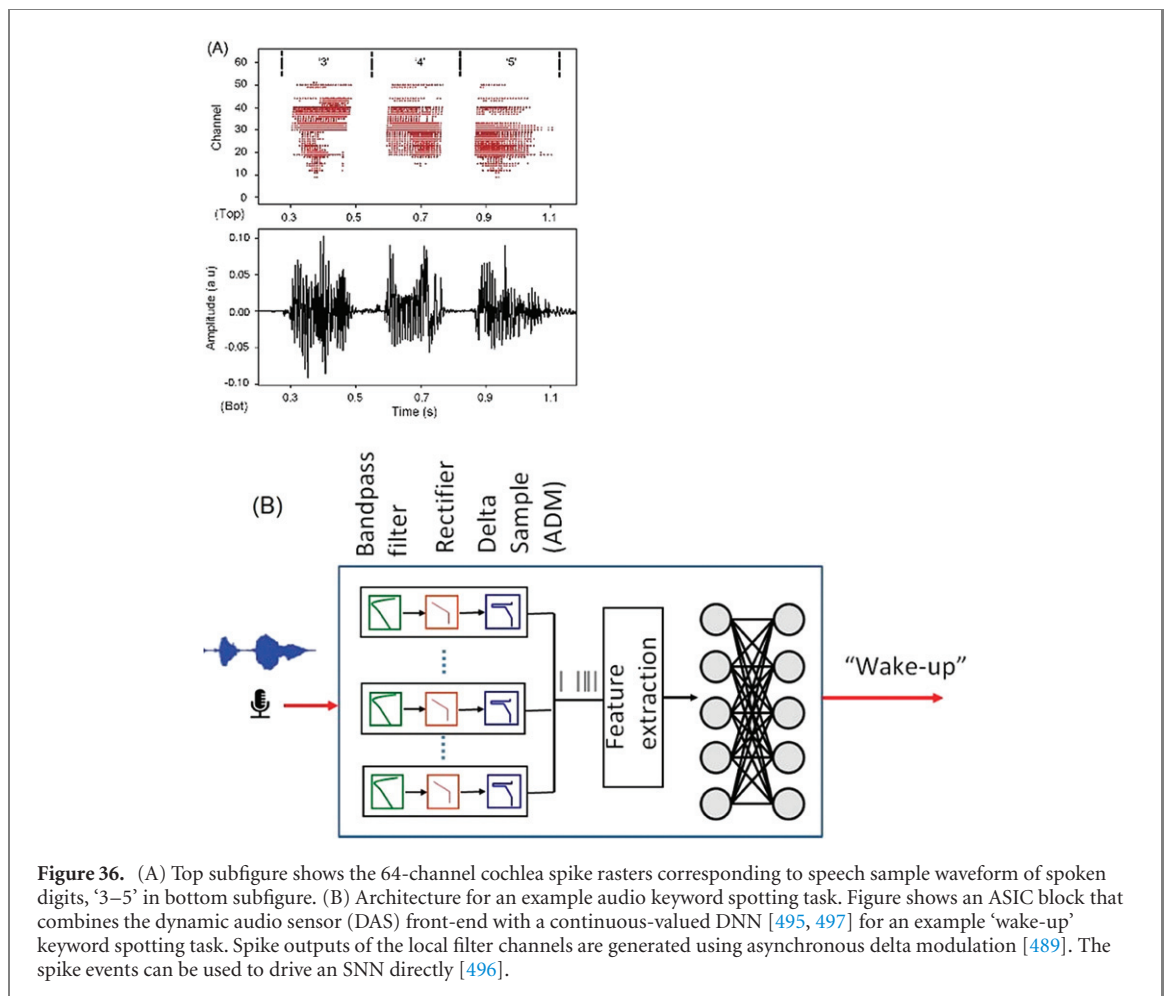 (A)
60
50
40
30
20
10
0
Channel
'3'
'4'
'5'
(Top)
0.3
0.5
0.7
0.9
1.1
0.10
0.05
0.00
-0.05
-0.10
Amplitude (a u)
(Bot)
0.3
0.5
0.7
0.9
1.1
Time (s)
(B)
Bandpass
filter
Rectifier
Delta
Sample
(ADM)
Feature
extraction
“Wake-up”
Figure 36. (A) Top subfigure shows the 64-channel cochlea spike rasters corresponding to speech sample waveform of spoken
digits, ‘3–5’ in bottom subfigure. (B) Architecture for an example audio keyword spotting task. Figure shows an ASIC block that
combines the dynamic audio sensor (DAS) front-end with a continuous-valued DNN [495, 497] for an example ‘wake-up’
keyword spotting task. Spike outputs of the local filter channels are generated using asynchronous delta modulation [489]. The
spike events can be used to drive an SNN directly [496].